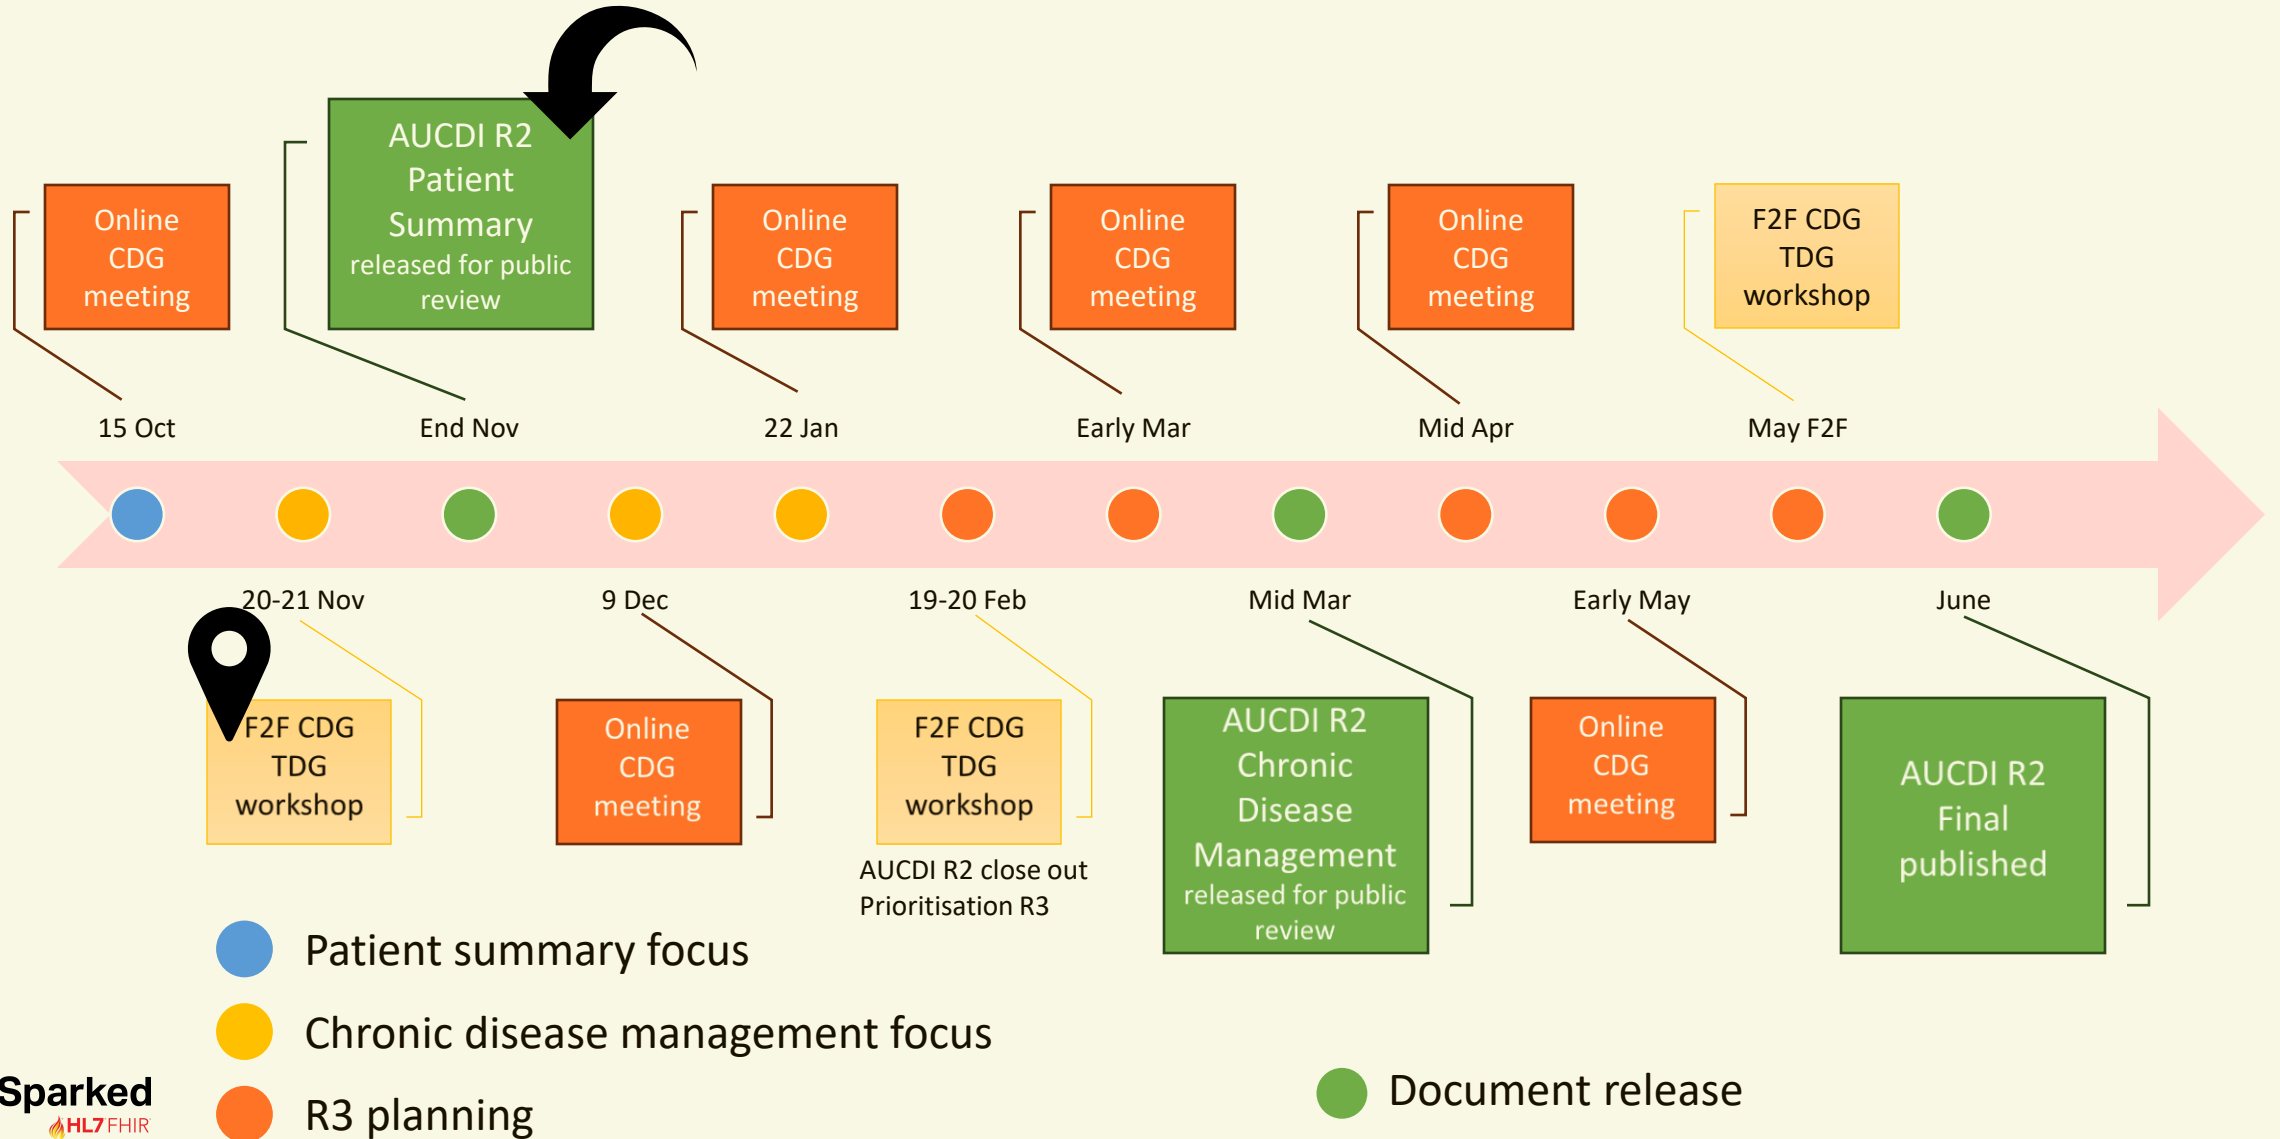 AUCDI R2
Patient
Summary
released for public
review
Online
CDG
meeting
Online
CDG
meeting
Online
CDG
meeting
Online
CDG
meeting
F2F CDG
TDG
workshop
15 Oct
End Nov
22 Jan
Early Mar
Mid Apr
May F2F
20-21 Nov
9 Dec
19-20 Feb
Mid Mar
Early May
June
F2F CDG
TDG
workshop
Online
CDG
meeting
F2F CDG
TDG
workshop
AUCDI R2 close out
Prioritisation R3
AUCDI R2
Chronic
Disease
Management
released for public
review
Online
CDG
meeting
AUCDI R2
Final
published
Patient summary focus
Chronic disease management focus
R3 planning
Document release
Sparked
HL7 FHIR